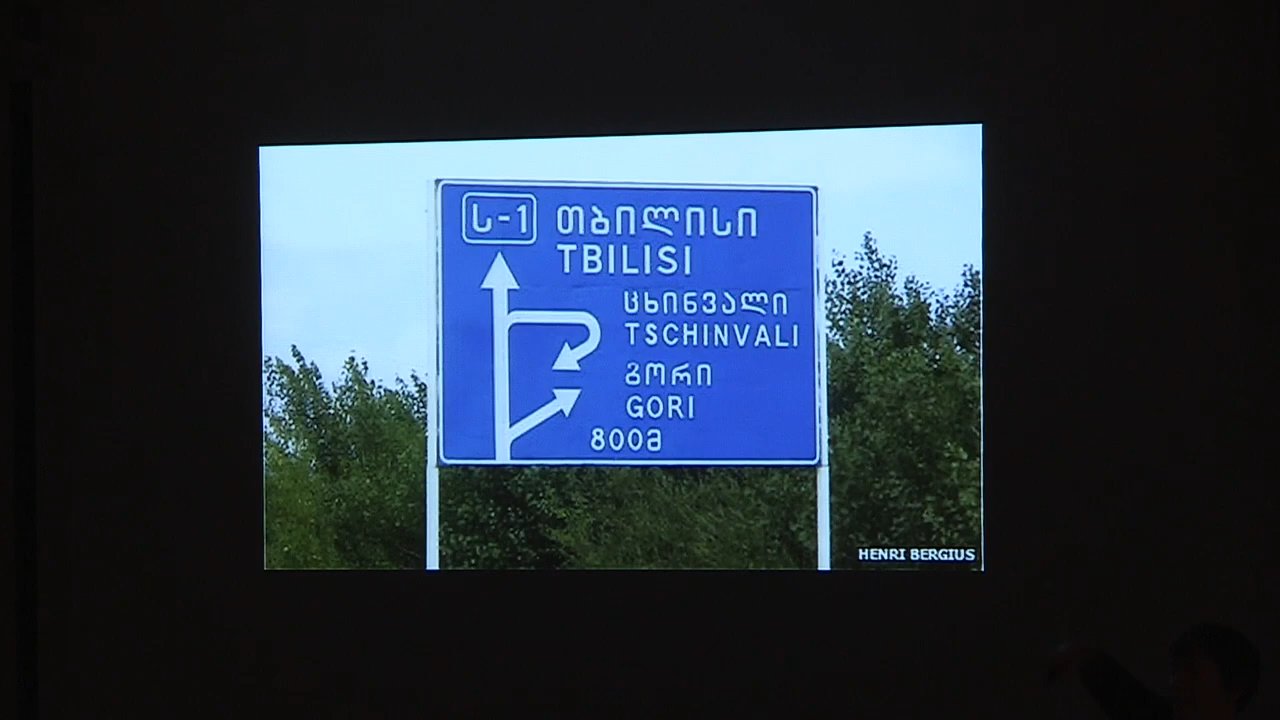 ს-1 თბილისი
TBILISI
ცხინვალი
TSCHINVALI
გორი
GORI
800მ
HENRI BERGIUS